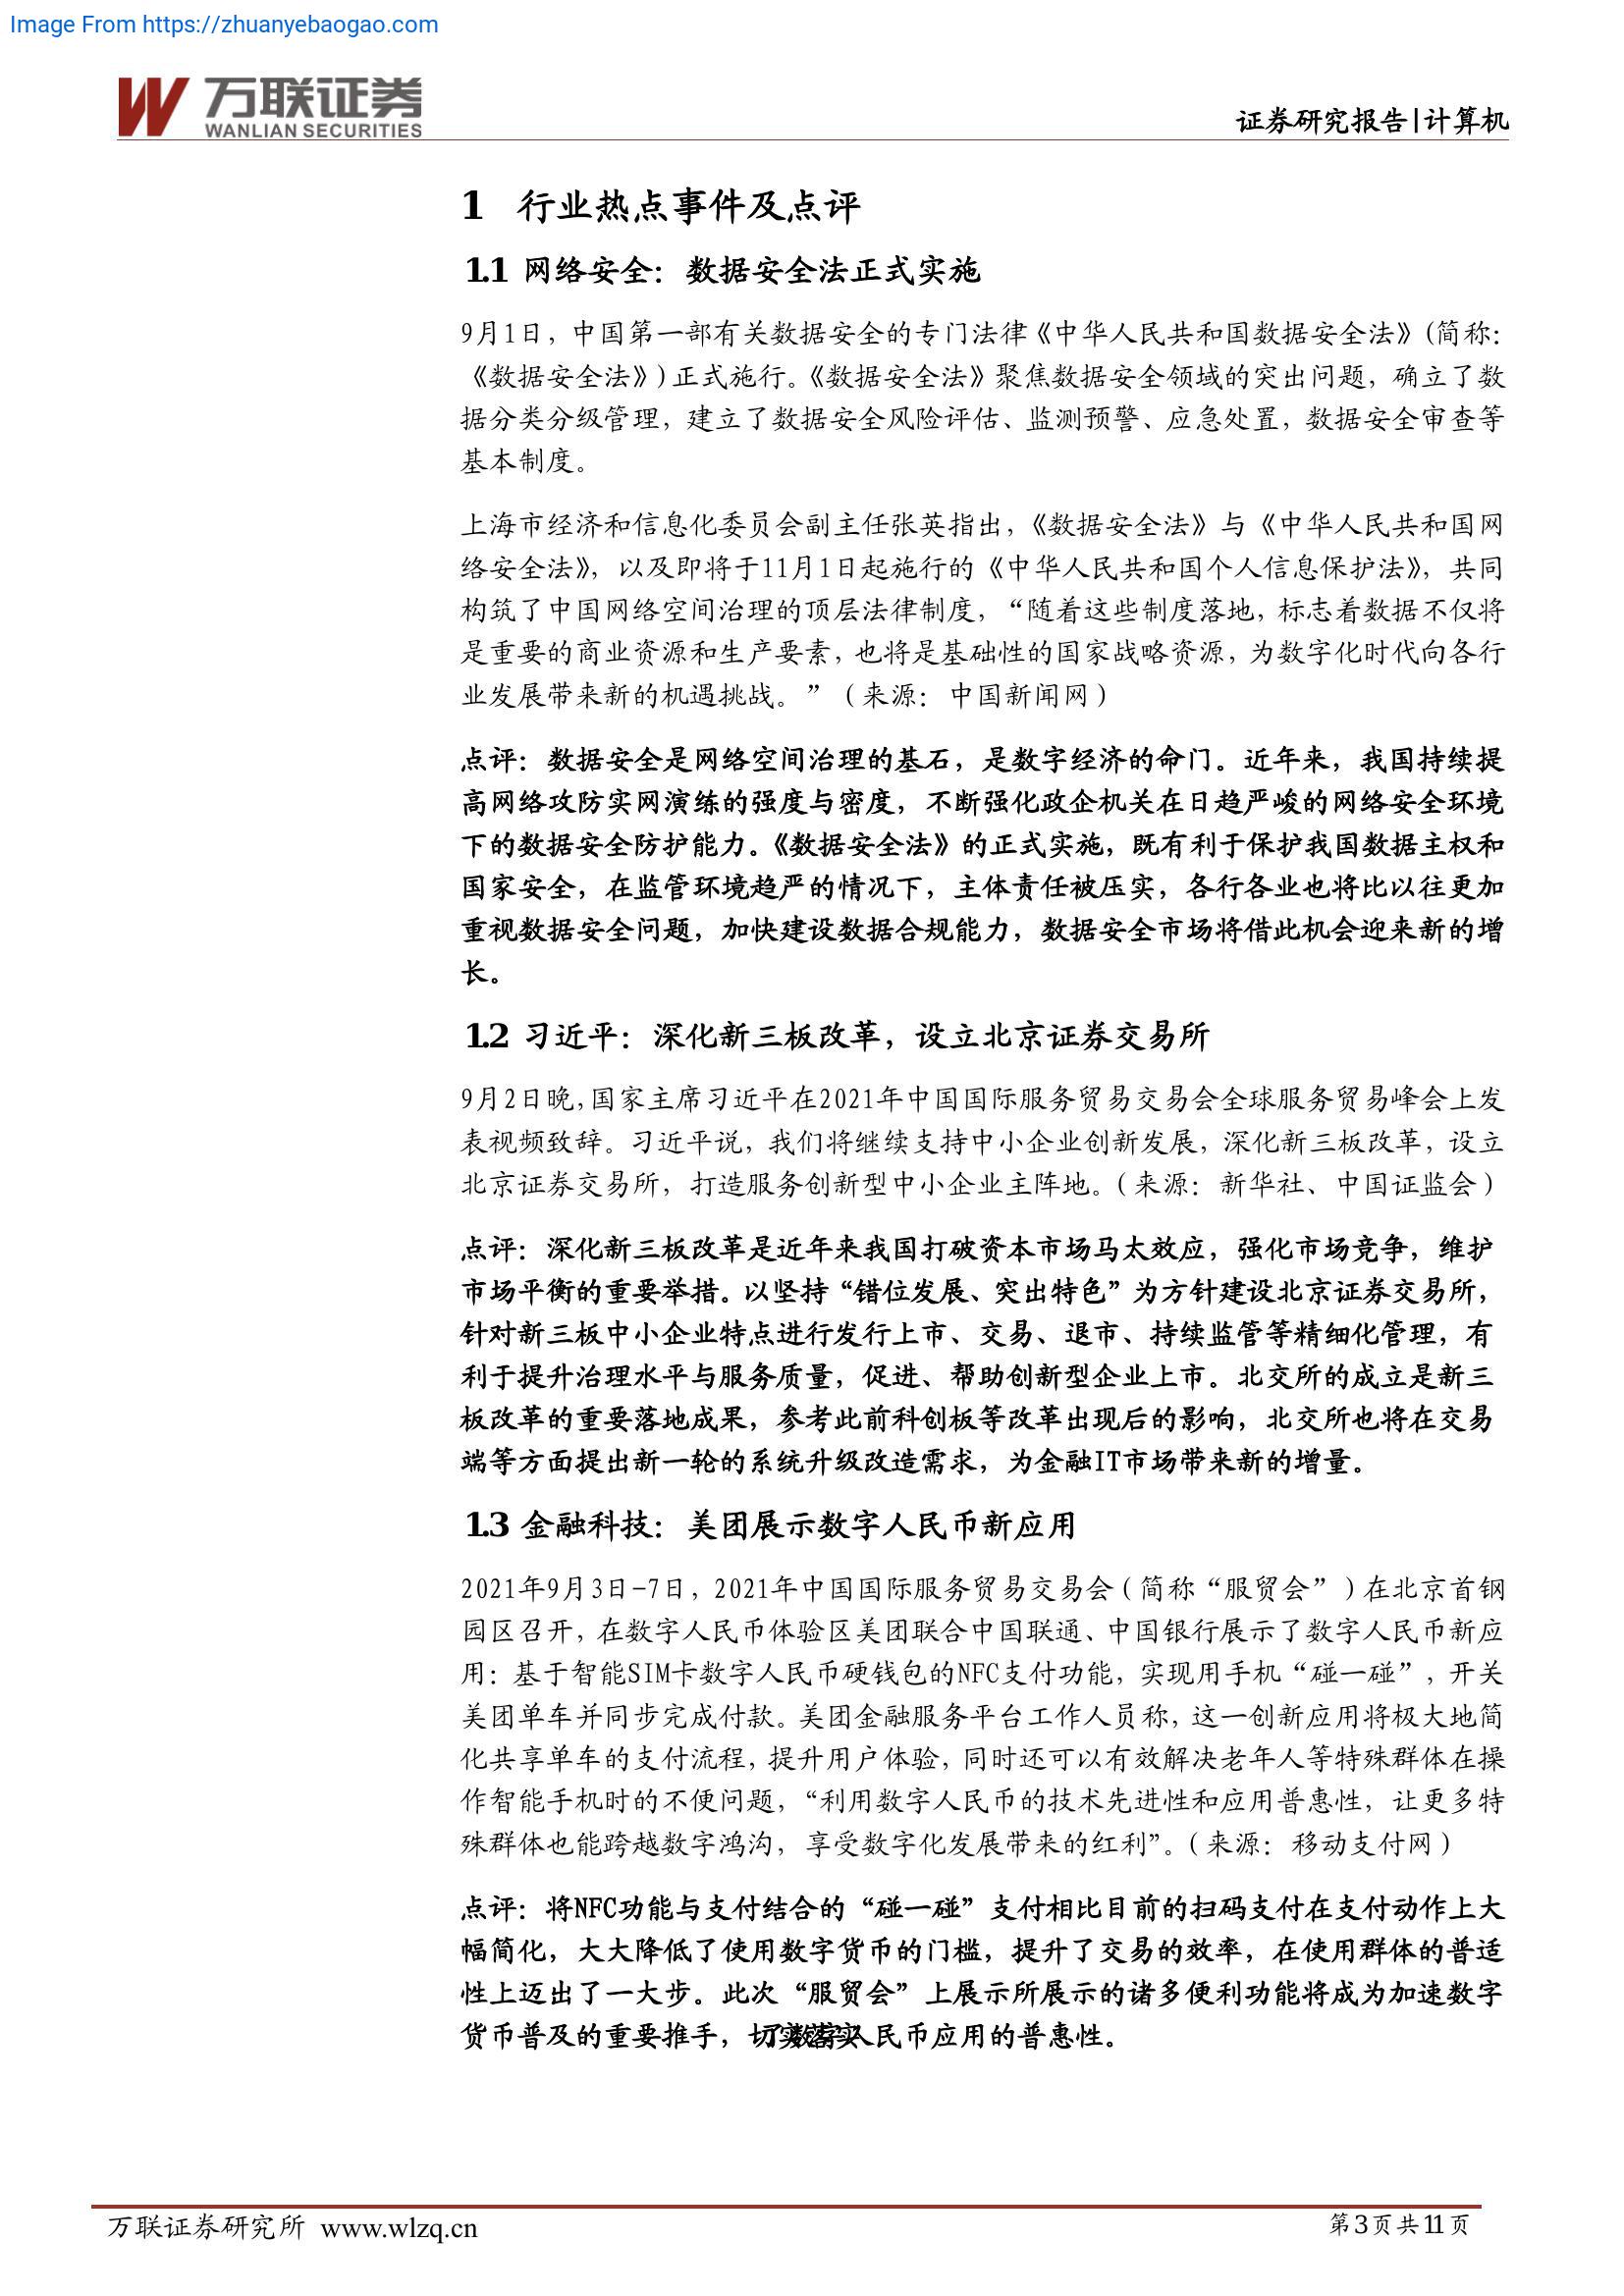 Image From https://zhuanyebaogao.com
万联证券
WANLIAN SECURITIES
证券研究报告|计算机
1 行业热点事件及点评
1.1 网络安全：数据安全法正式实施
9月1日，中国第一部有关数据安全的专门法律《中华人民共和国数据安全法》（简称：
《数据安全法》）正式施行。《数据安全法》聚焦数据安全领域的突出问题，确立了数
据分类分级管理，建立了数据安全风险评估、监测预警、应急处置，数据安全审查等
基本制度。
上海市经济和信息化委员会副主任张英指出，《数据安全法》与《中华人民共和国网
络安全法》，以及即将于11月1日起施行的《中华人民共和国个人信息保护法》，共同
构筑了中国网络空间治理的顶层法律制度，“随着这些制度落地，标志着数据不仅将
是重要的商业资源和生产要素，也将是基础性的国家战略资源，为数字化时代向各行
业发展带来新的机遇挑战。”（来源：中国新闻网）
点评：数据安全是网络空间治理的基石，是数字经济的命门。近年来，我国持续提
高网络攻防实网演练的强度与密度，不断强化政企机关在日趋严峻的网络安全环境
下的数据安全防护能力。《数据安全法》的正式实施，既有利于保护我国数据主权和
国家安全，在监管环境趋严的情况下，主体责任被压实，各行各业也将比以往更加
重视数据安全问题，加快建设数据合规能力，数据安全市场将借此机会迎来新的增
长。
1.2 习近平：深化新三板改革，设立北京证券交易所
9月2日晚，国家主席习近平在2021年中国国际服务贸易交易会全球服务贸易峰会上发
表视频致辞。习近平说，我们将继续支持中小企业创新发展，深化新三板改革，设立
北京证券交易所，打造服务创新型中小企业主阵地。（来源：新华社、中国证监会）
点评：深化新三板改革是近年来我国打破资本市场马太效应，强化市场竞争，维护
市场平衡的重要举措。以坚持“错位发展、突出特色”为方针建设北京证券交易所，
针对新三板中小企业特点进行发行上市、交易、退市、持续监管等精细化管理，有
利于提升治理水平与服务质量，促进、帮助创新型企业上市。北交所的成立是新三
板改革的重要落地成果，参考此前科创板等改革出现后的影响，北交所也将在交易
端等方面提出新一轮的系统升级改造需求，为金融IT市场带来新的增量。
1.3 金融科技：美团展示数字人民币新应用
2021年9月3日-7日，2021年中国国际服务贸易交易会（简称“服贸会”）在北京首钢
园区召开，在数字人民币体验区美团联合中国联通、中国银行展示了数字人民币新应
用：基于智能SIM卡数字人民币硬钱包的NFC支付功能，实现用手机“碰一碰”，开关
美团单车并同步完成付款。美团金融服务平台工作人员称，这一创新应用将极大地简
化共享单车的支付流程，提升用户体验，同时还可以有效解决老年人等特殊群体在操
作智能手机时的不便问题，“利用数字人民币的技术先进性和应用普惠性，让更多特
殊群体也能跨越数字鸿沟，享受数字化发展带来的红利”。（来源：移动支付网）
点评：将NFC功能与支付结合的“碰一碰”支付相比目前的扫码支付在支付动作上大
幅简化，大大降低了使用数字货币的门槛，提升了交易的效率，在使用群体的普适
性上迈出了一大步。此次“服贸会”上展示所展示的诸多便利功能将成为加速数字
货币普及的重要推手，切人民币应用的普惠性。
万联证券研究所 www.wlzq.cn
第3页共11页